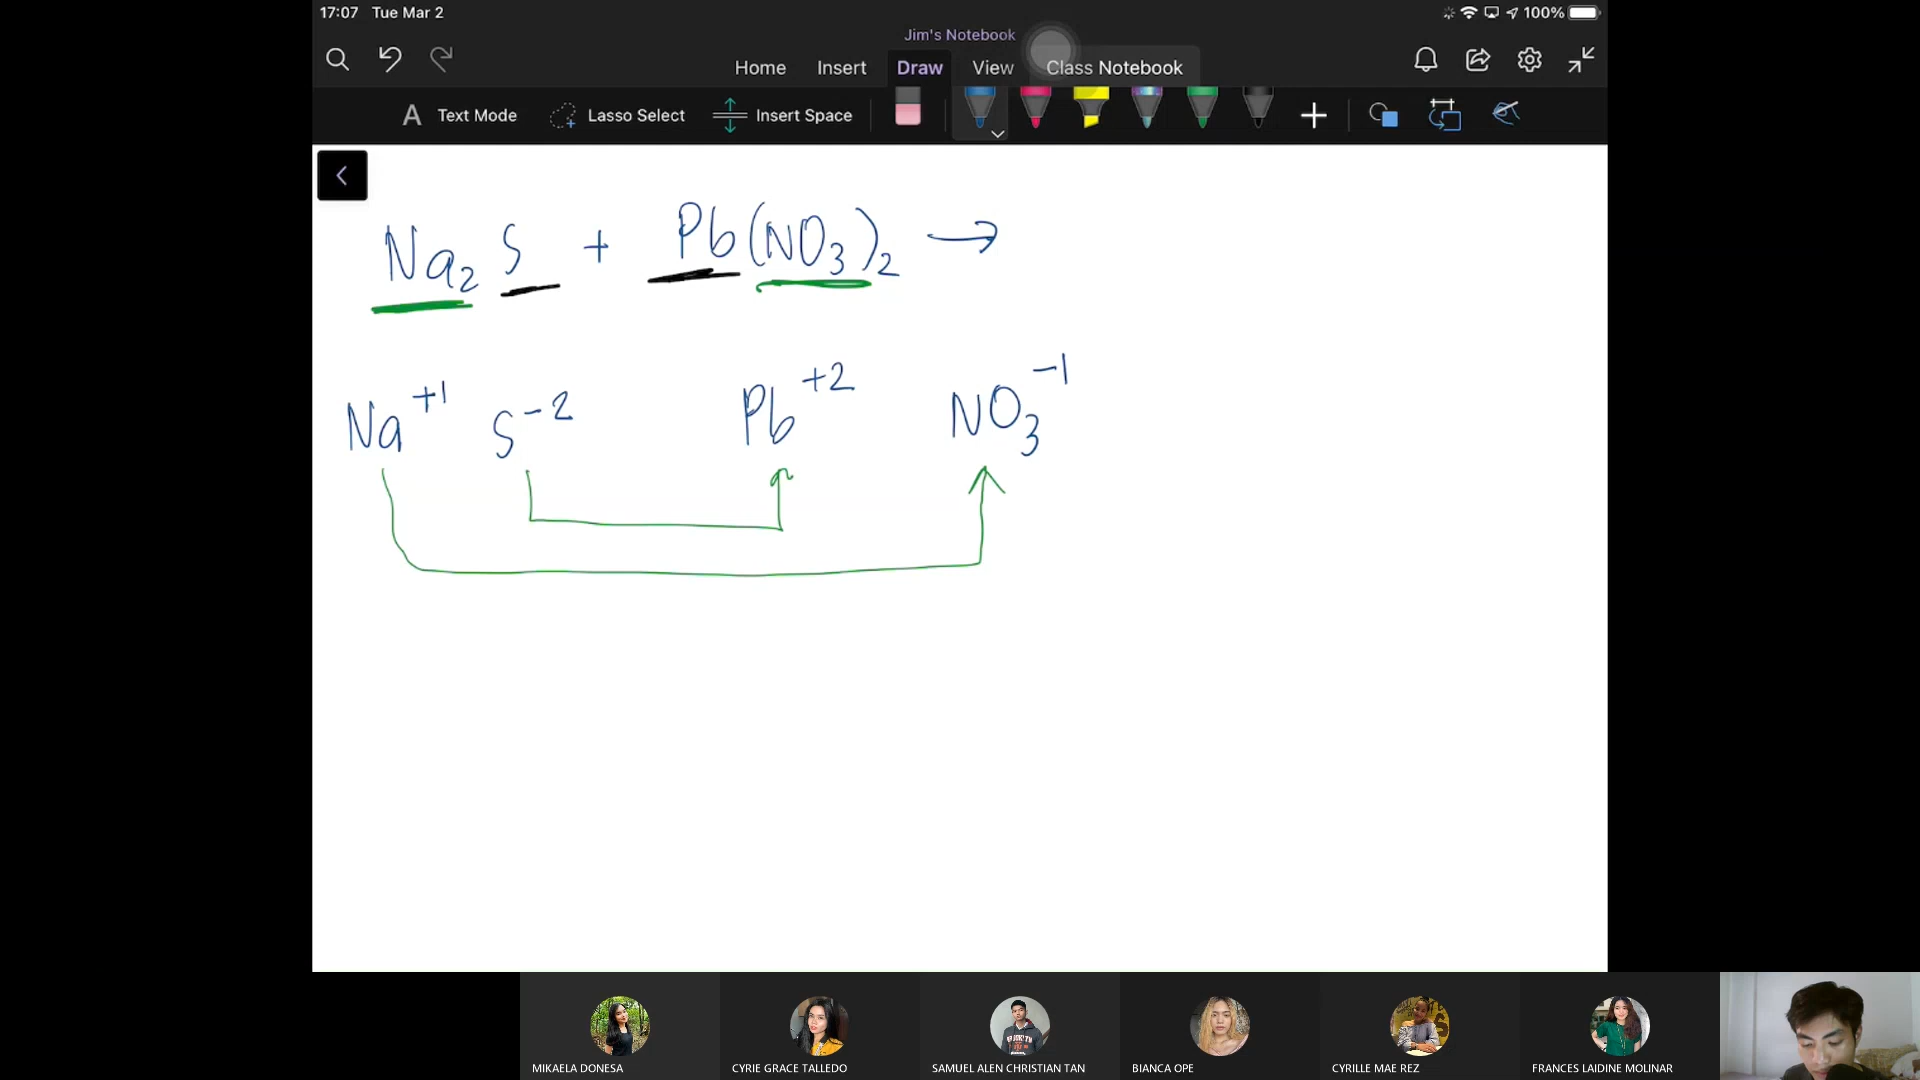 17:07 Tue Mar 2
100%
Jim's Notebook
Home Insert Draw View Class Notebook
A Text Mode Lasso Select Insert Space
Na₂S + Pb(NO₃)₂ →
Na⁺¹ S⁻² Pb⁺² NO₃⁻¹
MIKAELA DONESA CYRIE GRACE TALLEDO SAMUEL ALEN CHRISTIAN TAN BIANCA OPE CYRILLE MAE REZ FRANCES LAIDINE MOLINAR